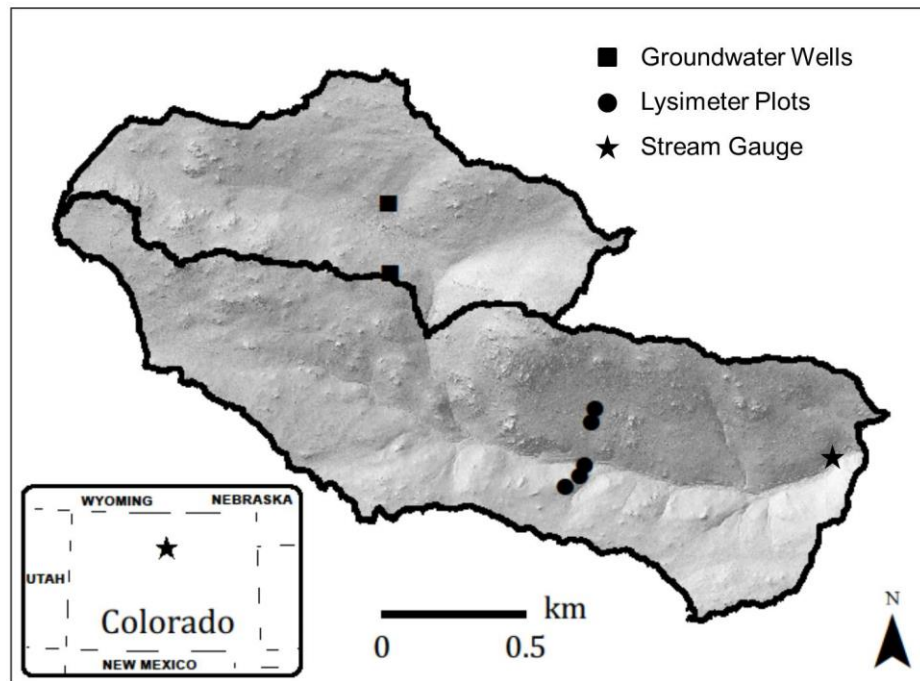 Groundwater Wells
Lysimeter Plots
Stream Gauge
WYOMING
NEBRASKA
UTAH
Colorado
NEW MEXICO
km
0
0.5
N